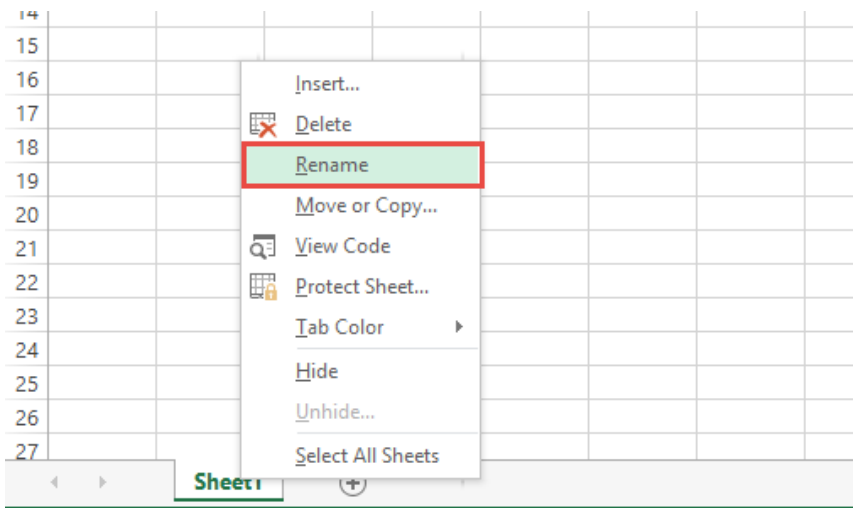 14
15
16
17
18
19
20
21
22
23
24
25
26
27
Insert...
Delete
Rename
Move or Copy...
View Code
Protect Sheet...
Tab Color
Hide
Unhide...
Select All Sheets
Sheet1